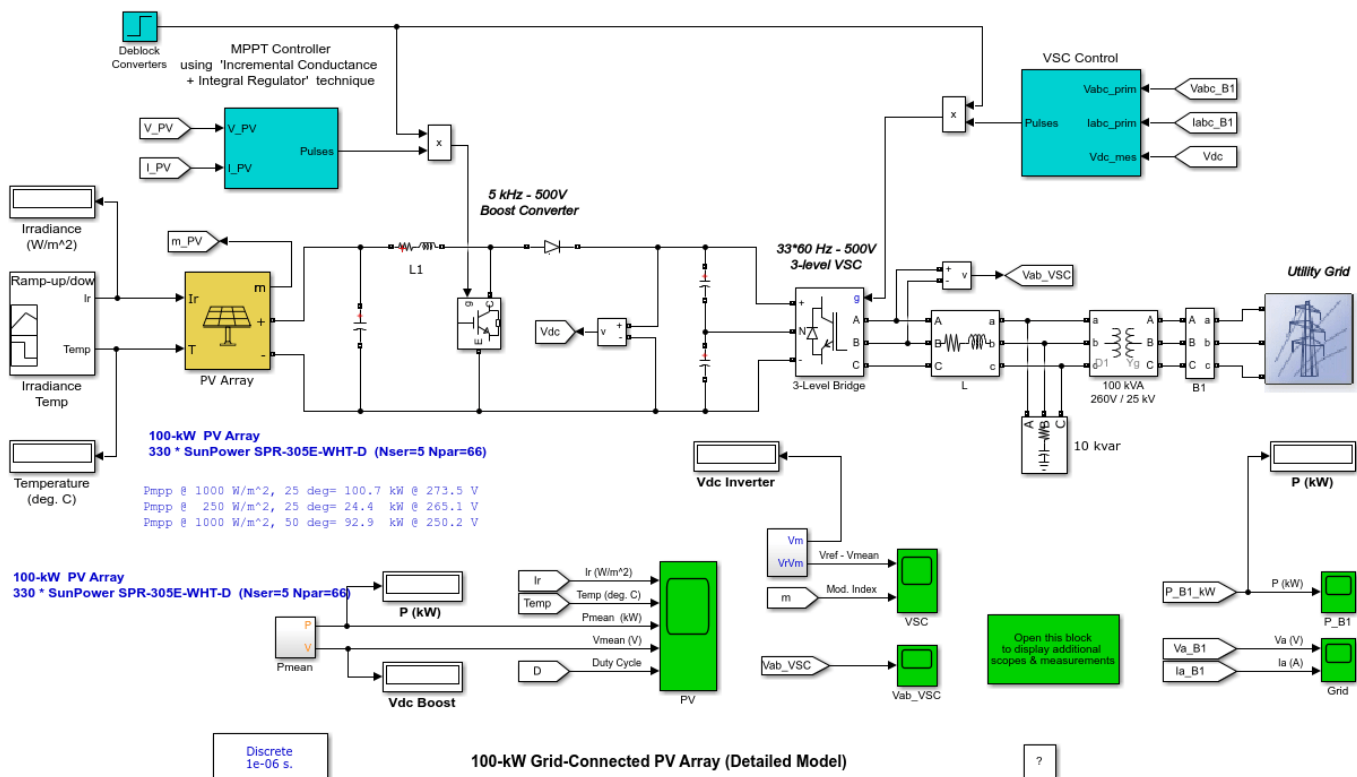 Deblock
Converters
MPPT Controller
using  'Incremental Conductance
+ Integral Regulator'  technique
V_PV
I_PV
V_PV
I_PV
Pulses
x
x
VSC Control
Vabc_prim
Iabc_prim
Vdc_mes
Pulses
Vabc_B1
Iabc_B1
Vdc
Irradiance
(W/m^2)
Ramp-up/dow
Ir
Temp
Irradiance
Temp
Temperature
(deg. C)
m_PV
Ir
T
m
+
-
PV Array
L1
5 kHz - 500V
Boost Converter
g
C
E
Vdc
v
+
-
33*60 Hz - 500V
3-level VSC
g
+
N
-
A
B
C
3-Level Bridge
+
-
v
Vab_VSC
A
B
C
a
b
c
L
A
B
C
10 kvar
a
b
c
A
B
C
D1
Yg
100 kVA
260V / 25 kV
A
B
C
a
b
c
B1
Utility Grid
100-kW  PV Array
330 * SunPower SPR-305E-WHT-D  (Nser=5 Npar=66)
Pmpp @ 1000 W/m^2, 25 deg= 100.7 kW @ 273.5 V
Pmpp @  250 W/m^2, 25 deg= 24.4  kW @ 265.1 V
Pmpp @ 1000 W/m^2, 50 deg= 92.9  kW @ 250.2 V
100-kW  PV Array
330 * SunPower SPR-305E-WHT-D  (Nser=5 Npar=66)
P
V
Pmean
P (kW)
Vdc Boost
Ir
Temp
D
Ir (W/m^2)
Temp (deg. C)
Pmean (kW)
Vmean (V)
Duty Cycle
PV
Vdc Inverter
Vm
VrVm
Vref - Vmean
m
Mod. Index
VSC
Vab_VSC
Vab_VSC
Open this block
to display additional
scopes & measurements
P (kW)
P_B1_kW
P (kW)
P_B1
Va_B1
Ia_B1
Va (V)
Ia (A)
Grid
Discrete
1e-06 s.
100-kW Grid-Connected PV Array (Detailed Model)
?